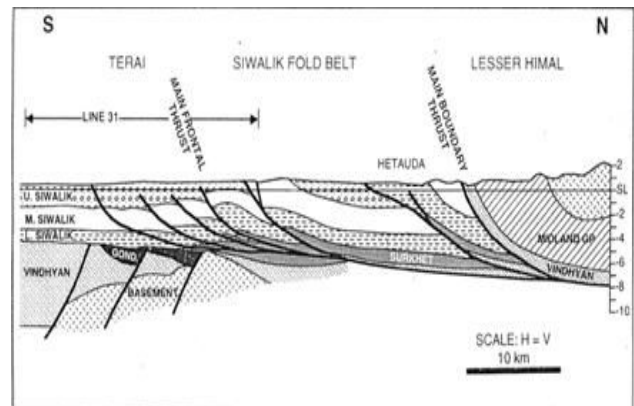 S
N
TERAI
SIWALIK FOLD BELT
LESSER HIMAL
LINE 31
MAIN FRONTAL
THRUST
MAIN BOUNDARY
THRUST
HETAUDA
U. SIWALIK
M. SIWALIK
L. SIWALIK
GOND.
VINDHYAN
BASEMENT
SURKHET
MIDLAND GP
VINDHYAN
2
SL
-2
-4
-6
-8
-10
SCALE: H = V
10 km